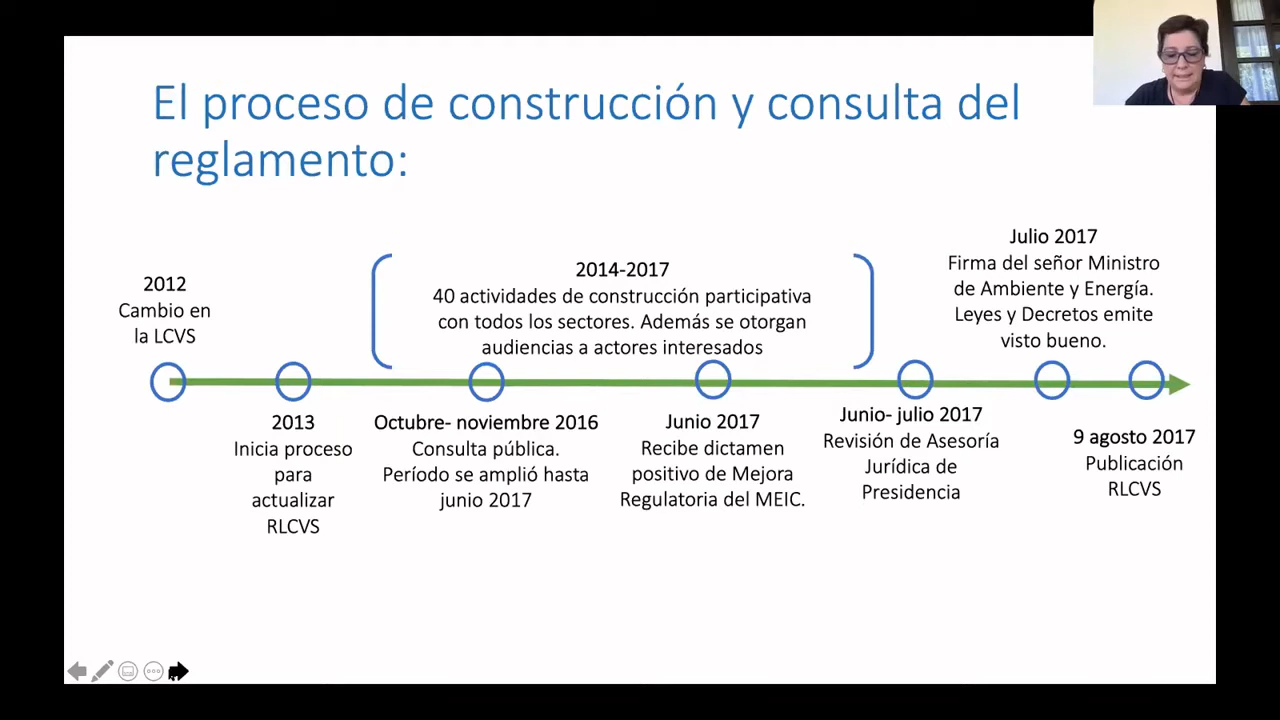 El proceso de construcción y consulta del
reglamento:
2012
Cambio en
la LCVS
2014-2017
40 actividades de construcción participativa
con todos los sectores. Además se otorgan
audiencias a actores interesados
Julio 2017
Firma del señor Ministro
de Ambiente y Energía.
Leyes y Decretos emite
visto bueno.
2013
Inicia proceso
para
actualizar
RLCVS
Octubre- noviembre 2016
Consulta pública.
Período se amplió hasta
junio 2017
Junio 2017
Recibe dictamen
positivo de Mejora
Regulatoria del MEIC.
Junio- julio 2017
Revisión de Asesoría
Jurídica de
Presidencia
9 agosto 2017
Publicación
RLCVS